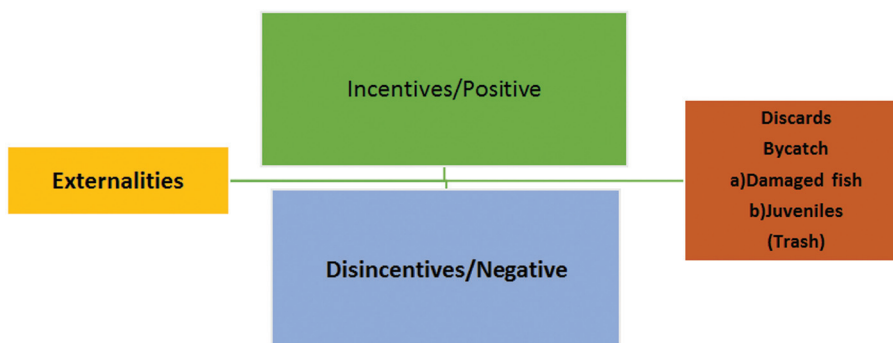 Incentives/Positive
Externalities
Disincentives/Negative
Discards
Bycatch
a)Damaged fish
b)Juveniles
(Trash)